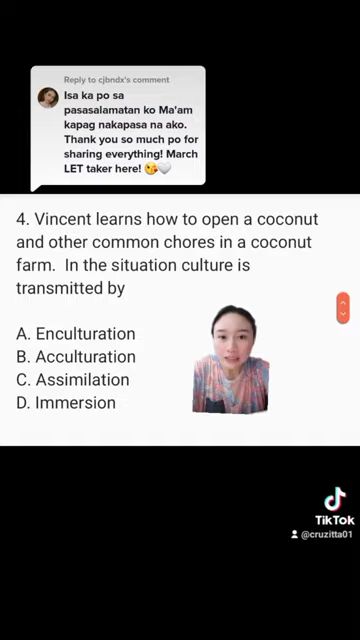 Reply to cjbndx's comment
Isa ka po sa
pasasalamatan ko Ma'am
kapag nakapasa na ako.
Thank you so much po for
sharing everything! March
LET taker here! 😘🤍
4. Vincent learns how to open a coconut
and other common chores in a coconut
farm. In the situation culture is
transmitted by
A. Enculturation
B. Acculturation
C. Assimilation
D. Immersion
TikTok
@cruzitta01